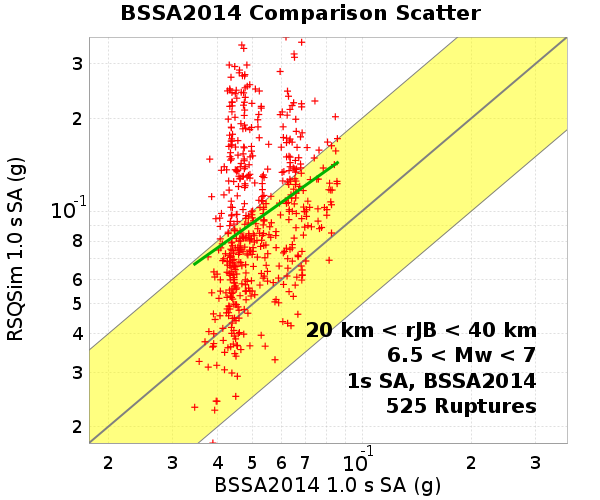 BSSA2014 Comparison Scatter
RSQSim 1.0 s SA (g)
3
2
10-1
8
6
5
4
3
2
20 km < rJB < 40 km
6.5 < Mw < 7
1s SA, BSSA2014
525 Ruptures
2 3 4 5 6 7 10-1 2 3
BSSA2014 1.0 s SA (g)